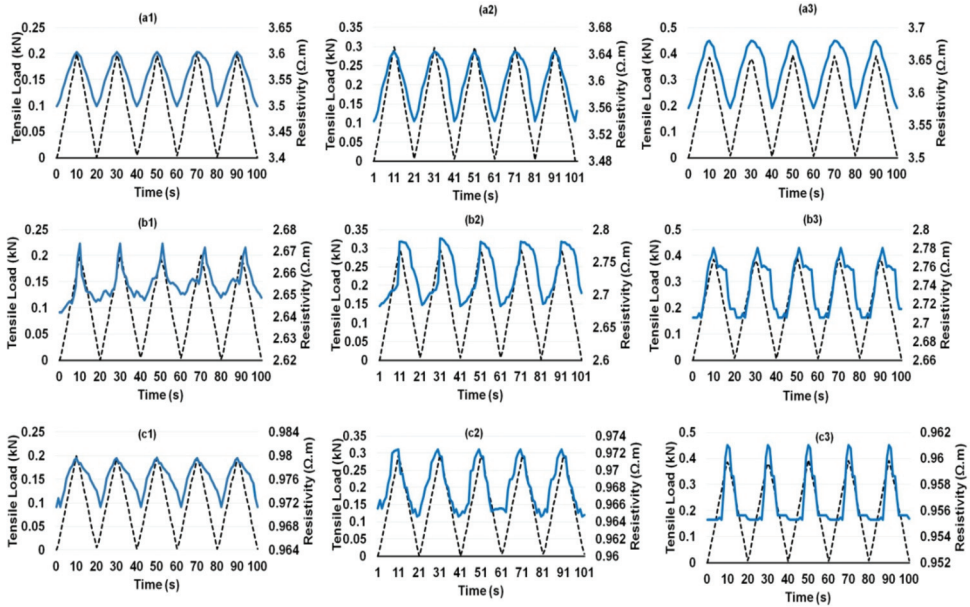 (a1)
Tensile Load (kN)
0.25
0.2
0.15
0.1
0.05
0
3.65
3.6
3.55
3.5
3.45
3.4
Resistivity (Ω.m)
0 10 20 30 40 50 60 70 80 90 100
Time (s)
(a2)
Tensile Load (kN)
0.35
0.3
0.25
0.2
0.15
0.1
0.05
0
3.68
3.64
3.6
3.56
3.52
3.48
Resistivity (Ω.m)
1 11 21 31 41 51 61 71 81 91 101
Time (s)
(a3)
Tensile Load (kN)
0.5
0.4
0.3
0.2
0.1
0
3.7
3.65
3.6
3.55
3.5
Resistivity (Ω.m)
0 10 20 30 40 50 60 70 80 90 100
Time (s)
(b1)
Tensile Load (kN)
0.25
0.2
0.15
0.1
0.05
0
2.68
2.67
2.66
2.65
2.64
2.63
2.62
Resistivity (Ω.m)
0 10 20 30 40 50 60 70 80 90 100
Time (s)
(b2)
Tensile Load (kN)
0.35
0.3
0.25
0.2
0.15
0.1
0.05
0
2.8
2.75
2.7
2.65
2.6
Resistivity (Ω.m)
1 11 21 31 41 51 61 71 81 91 101
Time (s)
(b3)
Tensile Load (kN)
0.5
0.4
0.3
0.2
0.1
0
2.8
2.78
2.76
2.74
2.72
2.7
2.68
2.66
Resistivity (Ω.m)
0 10 20 30 40 50 60 70 80 90 100
Time (s)
(c1)
Tensile Load (kN)
0.25
0.2
0.15
0.1
0.05
0
0.984
0.98
0.976
0.972
0.968
0.964
Resistivity (Ω.m)
0 10 20 30 40 50 60 70 80 90 100
Time (s)
(c2)
Tensile Load (kN)
0.35
0.3
0.25
0.2
0.15
0.1
0.05
0
0.974
0.972
0.97
0.968
0.966
0.964
0.962
0.96
Resistivity (Ω.m)
1 11 21 31 41 51 61 71 81 91 101
Time (s)
(c3)
Tensile Load (kN)
0.5
0.4
0.3
0.2
0.1
0
0.962
0.96
0.958
0.956
0.954
0.952
Resistivity (Ω.m)
0 10 20 30 40 50 60 70 80 90 100
Time (s)